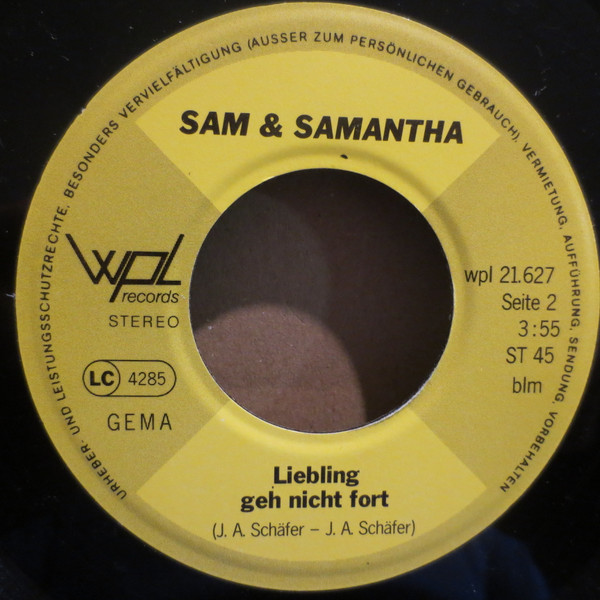 URHEBER- UND LEISTUNGSSCHUTZRECHTE, BESONDERS VERVIELFÄLTIGUNG (AUSSER ZUM PERSÖNLICHEN GEBRAUCH), VERMIETUNG, AUFFÜHRUNG, SENDUNG, VORBEHALTEN
SAM & SAMANTHA
wpl
records
STEREO
LC 4285
GEMA
wpl 21.627
Seite 2
3:55
ST 45
blm
Liebling
geh nicht fort
(J. A. Schäfer – J. A. Schäfer)